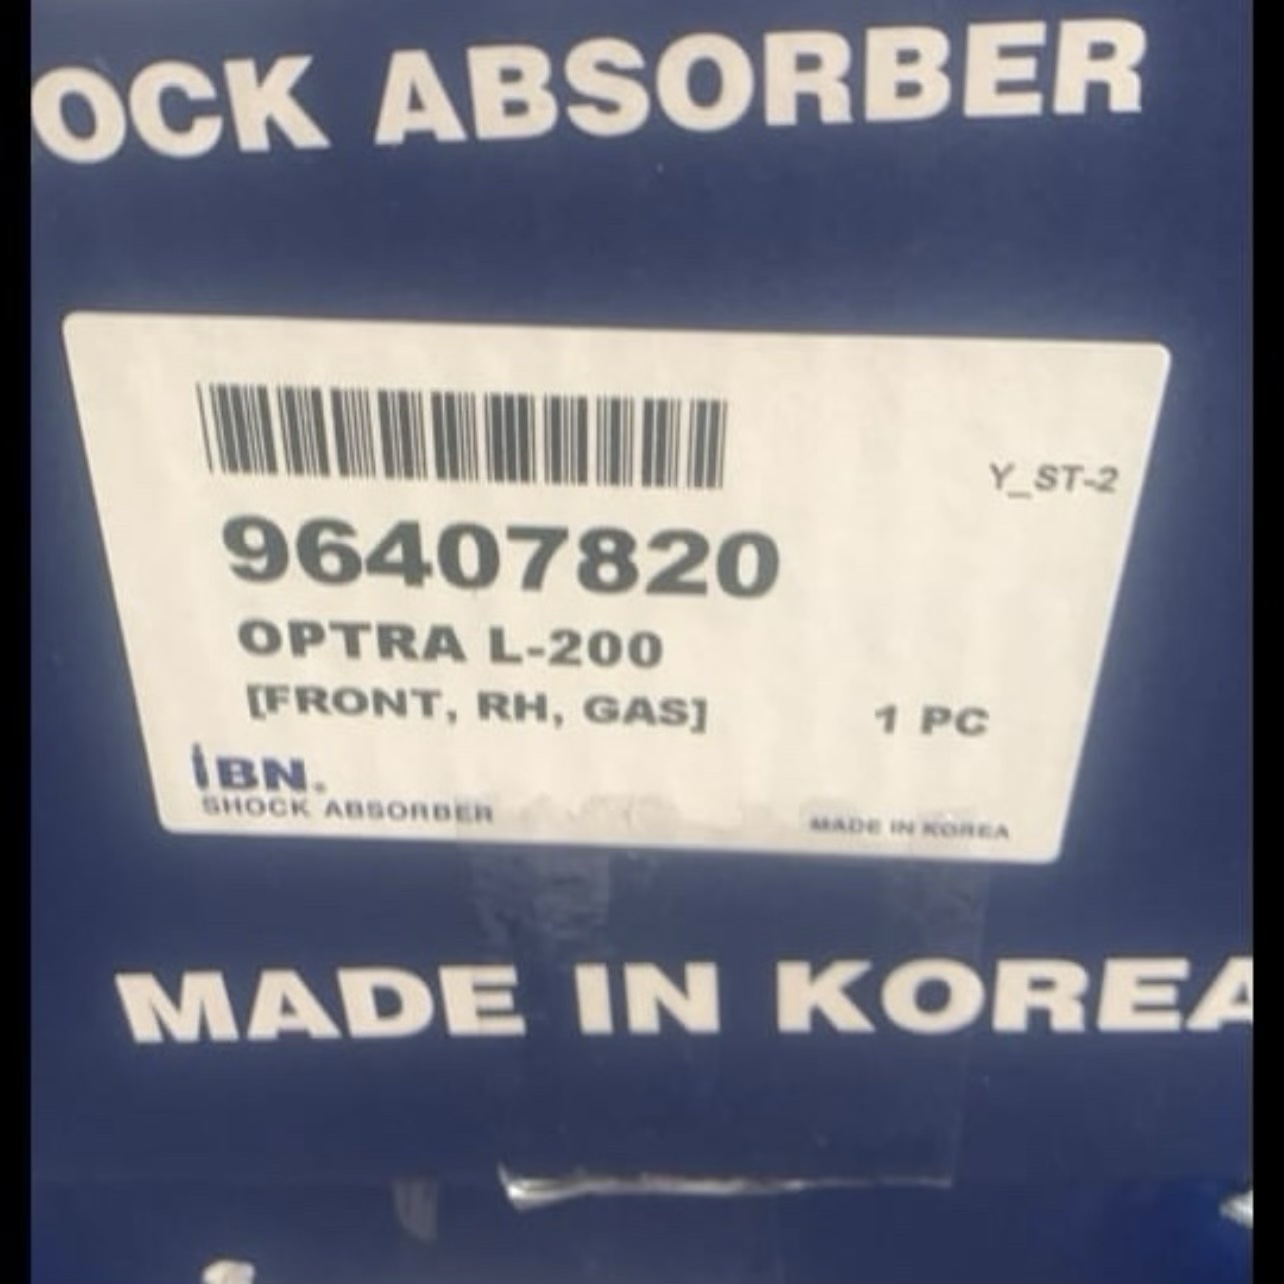 OCK ABSORBER
Y_ST-2
96407820
OPTRA L-200
[FRONT, RH, GAS]
1 PC
iBN.
SHOCK ABSORBER
MADE IN KOREA
MADE IN KOREA